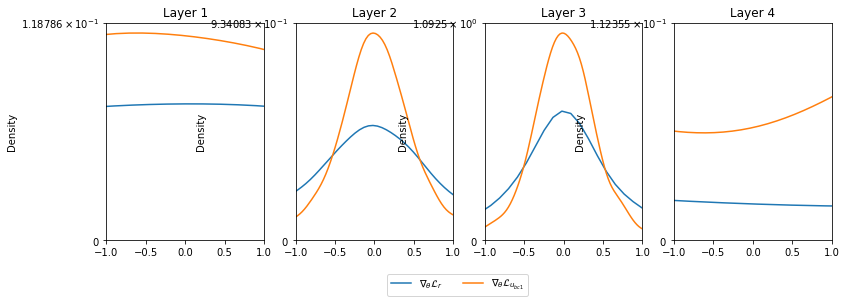 Layer 1
Layer 2
Layer 3
Layer 4
1.18786 × 10⁻¹
9.34083 × 10⁻¹
1.0925 × 10⁰
1.12355 × 10⁻¹
Density
Density
Density
Density
0
0
0
0
−1.0 −0.5 0.0 0.5 1.0
−1.0 −0.5 0.0 0.5 1.0
−1.0 −0.5 0.0 0.5 1.0
−1.0 −0.5 0.0 0.5 1.0
∇θℒr
∇θℒu_bc1